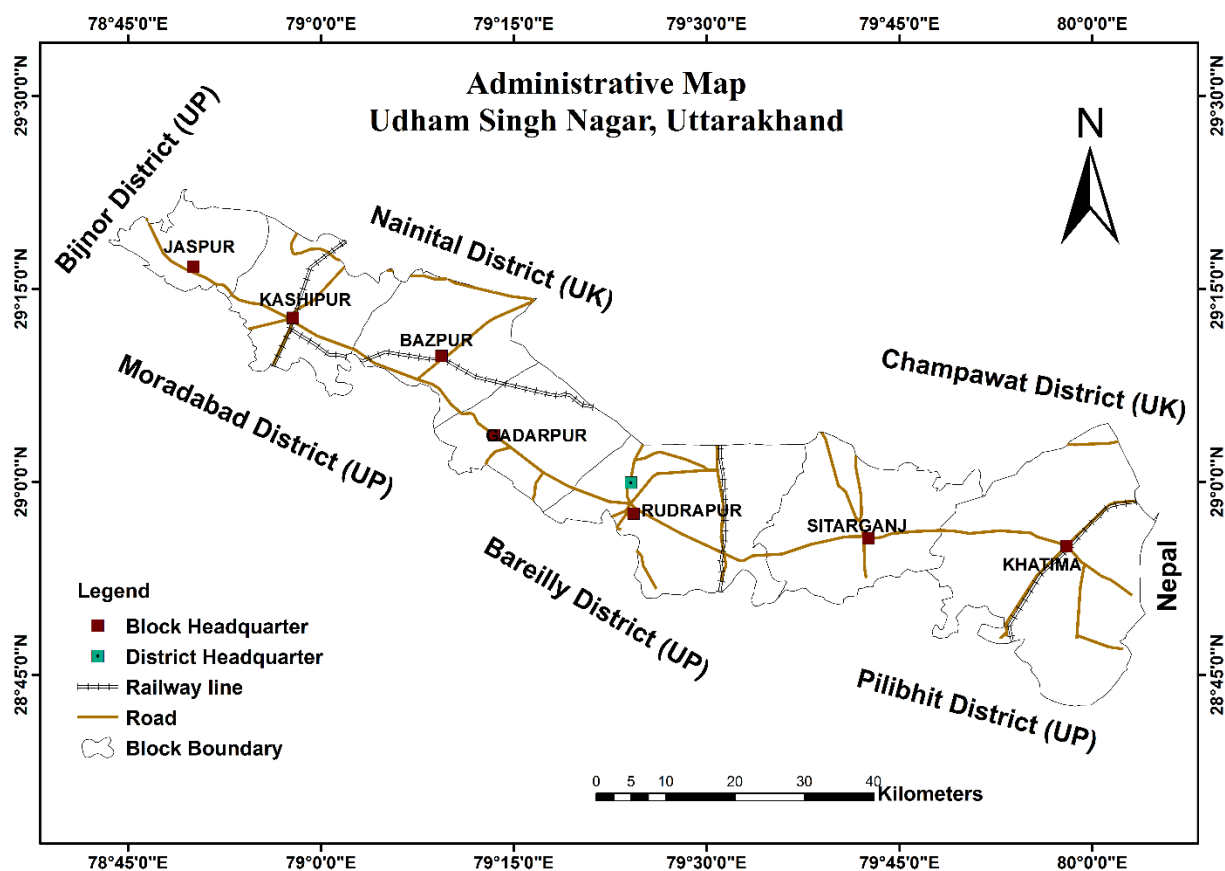 78°45'0"E 79°0'0"E 79°15'0"E 79°30'0"E 79°45'0"E 80°0'0"E
Administrative Map
Udham Singh Nagar, Uttarakhand
N
29°30'0"N
29°30'0"N
Bijnor District (UP)
Nainital District (UK)
JASPUR
29°15'0"N
29°15'0"N
KASHIPUR
BAZPUR
Champawat District (UK)
Moradabad District (UP)
GADARPUR
29°0'0"N
29°0'0"N
RUDRAPUR
SITARGANJ
KHATIMA
Nepal
Bareilly District (UP)
Pilibhit District (UP)
28°45'0"N
28°45'0"N
Legend
Block Headquarter
District Headquarter
Railway line
Road
Block Boundary
0 5 10 20 30 40
Kilometers
78°45'0"E 79°0'0"E 79°15'0"E 79°30'0"E 79°45'0"E 80°0'0"E